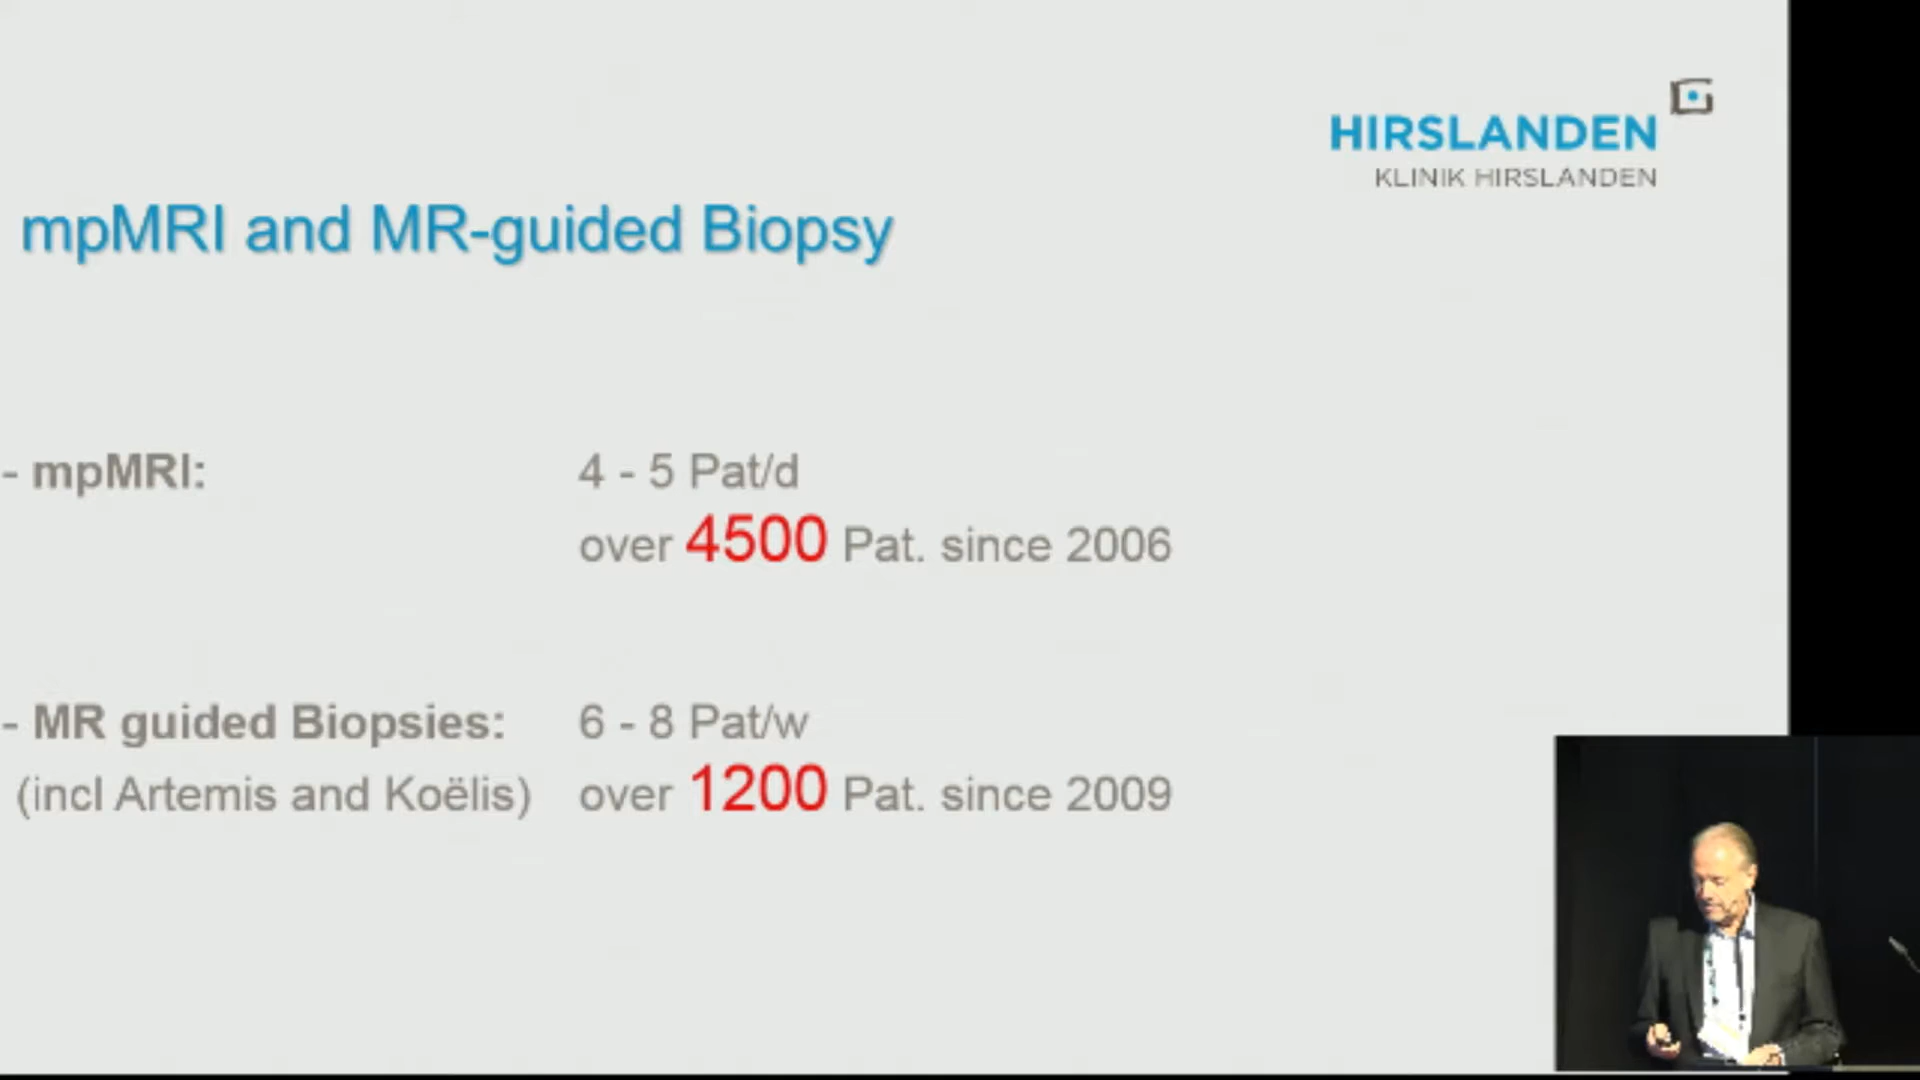 HIRSLANDEN
KLINIK HIRSLANDEN
mpMRI and MR-guided Biopsy
- mpMRI: 4 - 5 Pat/d
over 4500 Pat. since 2006
- MR guided Biopsies: 6 - 8 Pat/w
(incl Artemis and Koëlis) over 1200 Pat. since 2009